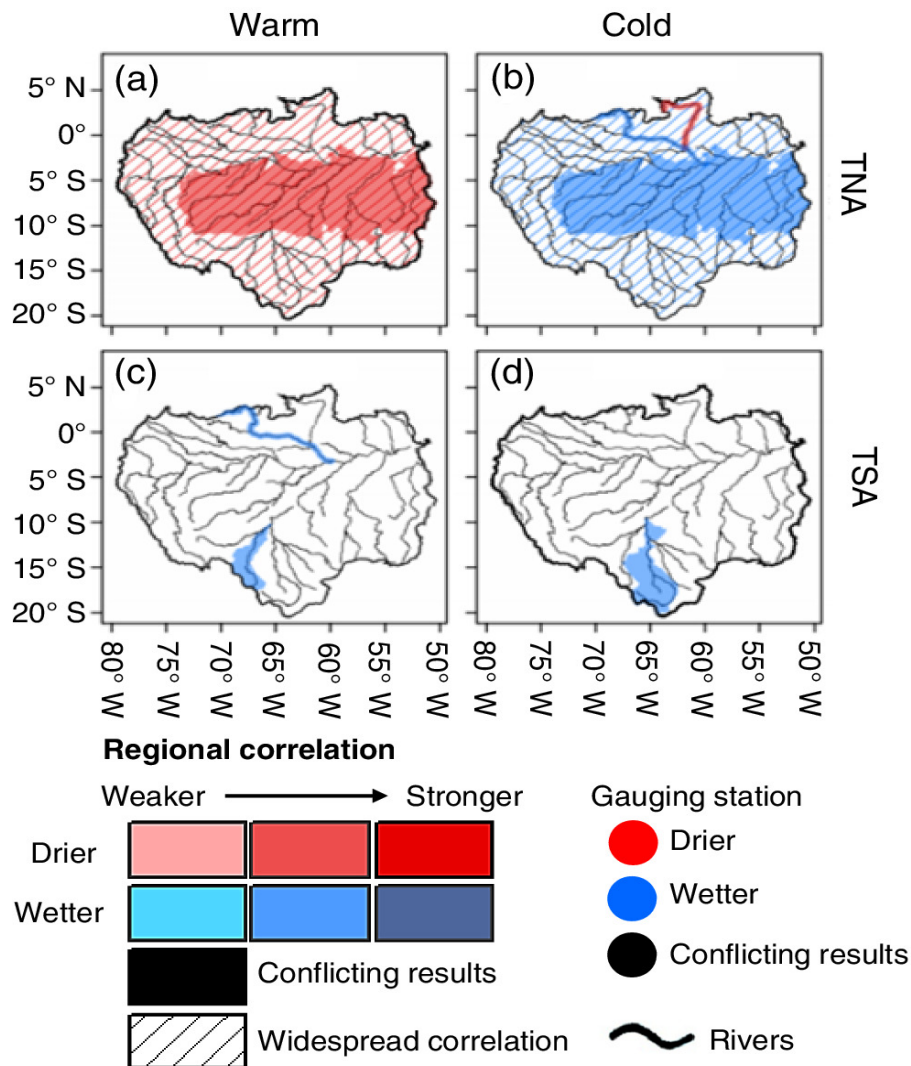 Warm Cold
(a) (b)
5° N
0°
5° S
10° S
15° S
20° S
TNA
(c) (d)
5° N
0°
5° S
10° S
15° S
20° S
TSA
80° W 75° W 70° W 65° W 60° W 55° W 50° W 80° W 75° W 70° W 65° W 60° W 55° W 50° W
Regional correlation
Weaker Stronger Gauging station
Drier Drier
Wetter Wetter
Conflicting results Conflicting results
Widespread correlation Rivers